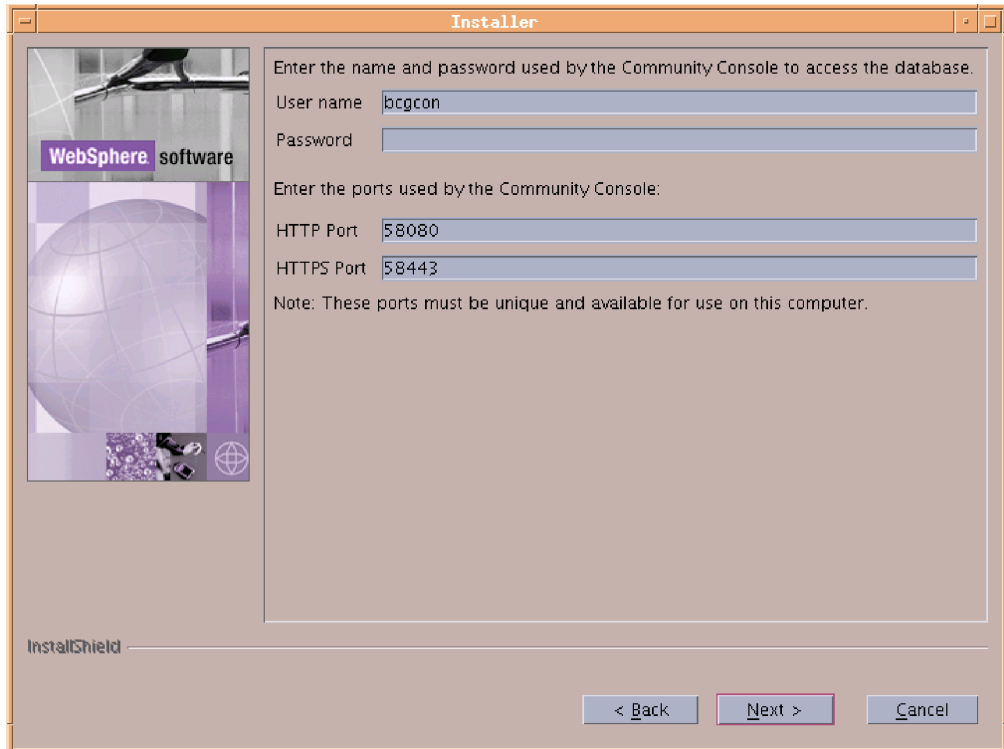 Installer
WebSphere software
Enter the name and password used by the Community Console to access the database.
User name bcgcon
Password
Enter the ports used by the Community Console:
HTTP Port 58080
HTTPS Port 58443
Note: These ports must be unique and available for use on this computer.
InstallShield
< Back Next > Cancel